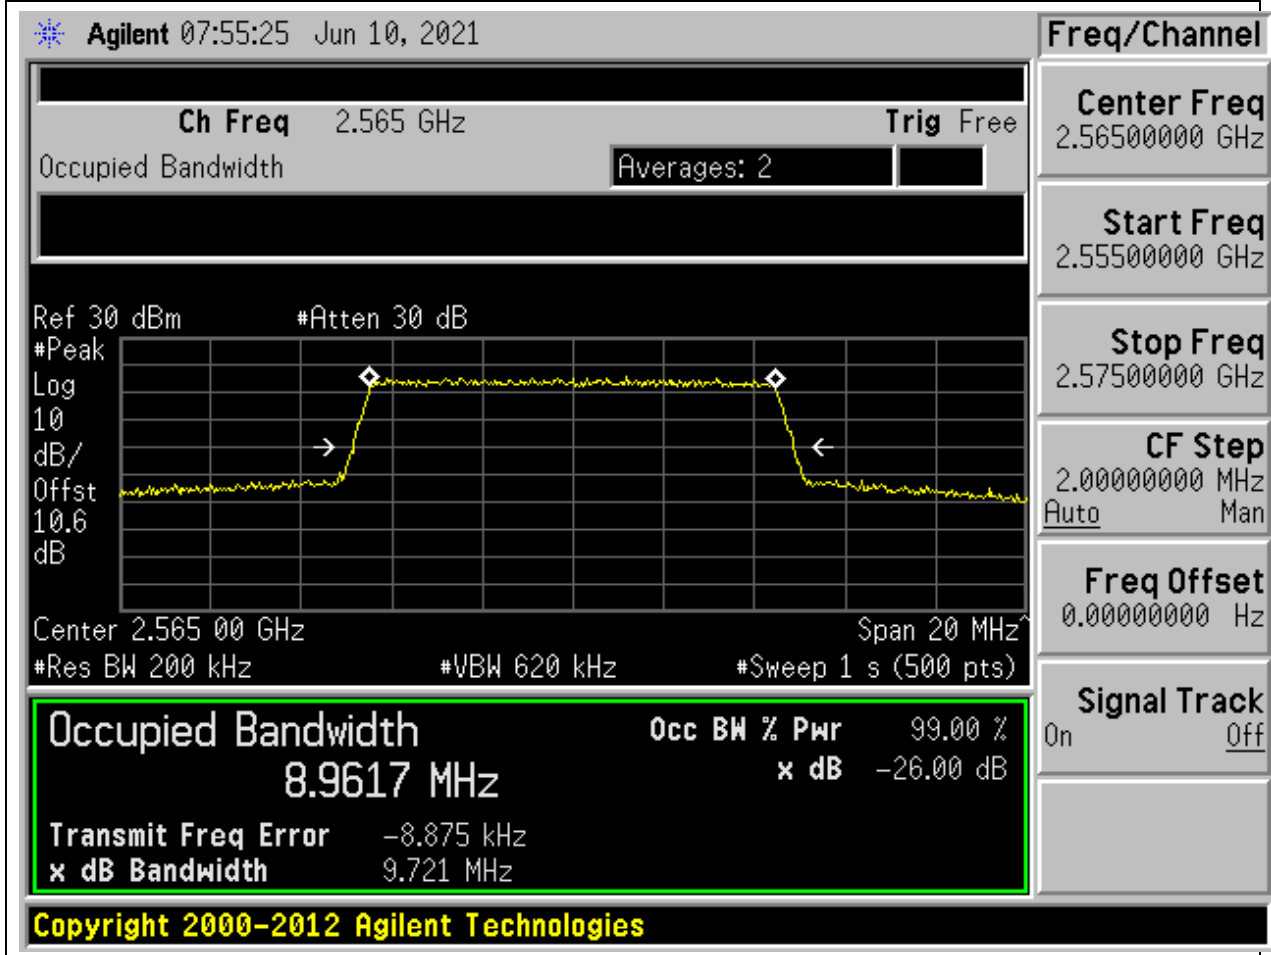 Agilent 07:55:25 Jun 10, 2021
Freq/Channel
Ch Freq 2.565 GHz Trig Free
Occupied Bandwidth Averages: 2
Ref 30 dBm #Atten 30 dB
#Peak
Log
10
dB/
Offst
10.6
dB
Center 2.565 00 GHz Span 20 MHz^
#Res BW 200 kHz #VBW 620 kHz #Sweep 1 s (500 pts)
Occupied Bandwidth Occ BW % Pwr 99.00 %
8.9617 MHz x dB -26.00 dB
Transmit Freq Error -8.875 kHz
x dB Bandwidth 9.721 MHz
Copyright 2000-2012 Agilent Technologies
Center Freq
2.56500000 GHz
Start Freq
2.55500000 GHz
Stop Freq
2.57500000 GHz
CF Step
2.00000000 MHz
Auto Man
Freq Offset
0.00000000 Hz
Signal Track
On Off